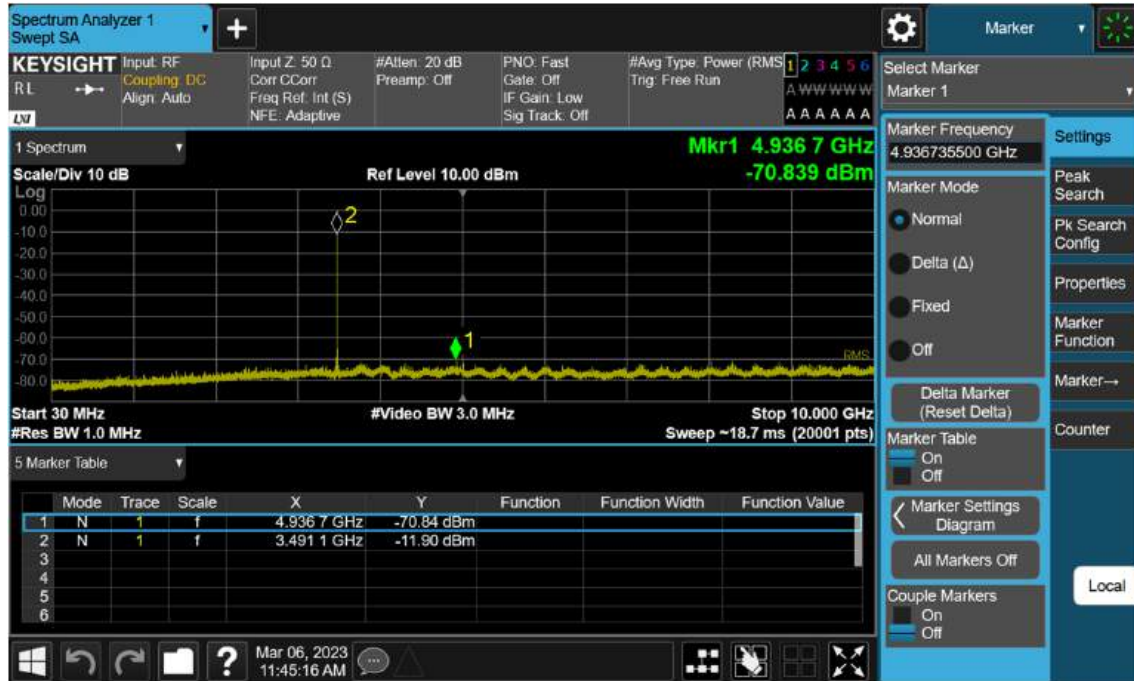 Spectrum Analyzer 1
Swept SA
Marker
KEYSIGHT
RL
LXI
Input: RF
Coupling: DC
Align: Auto
Input Z: 50 Ω
Corr CCorr
Freq Ref: Int (S)
NFE: Adaptive
#Atten: 20 dB
Preamp: Off
PNO: Fast
Gate: Off
IF Gain: Low
Sig Track: Off
#Avg Type: Power (RMS
Trig: Free Run
1 2 3 4 5 6
A W W W W W
A A A A A A
Select Marker
Marker 1
1 Spectrum
Mkr1 4.936 7 GHz
-70.839 dBm
Scale/Div 10 dB
Ref Level 10.00 dBm
Log
0.00
-10.0
-20.0
-30.0
-40.0
-50.0
-60.0
-70.0
-80.0
2
1
RMS
Start 30 MHz
#Video BW 3.0 MHz
Stop 10.000 GHz
#Res BW 1.0 MHz
Sweep ~18.7 ms (20001 pts)
5 Marker Table
Mode Trace Scale X Y Function Function Width Function Value
1 N 1 f 4.936 7 GHz -70.84 dBm
2 N 1 f 3.491 1 GHz -11.90 dBm
3
4
5
6
Marker Frequency
4.936735500 GHz
Marker Mode
Normal
Delta (Δ)
Fixed
Off
Delta Marker
(Reset Delta)
Marker Table
On
Off
Marker Settings
Diagram
All Markers Off
Couple Markers
On
Off
Settings
Peak
Search
Pk Search
Config
Properties
Marker
Function
Marker→
Counter
Local
?
Mar 06, 2023
11:45:16 AM